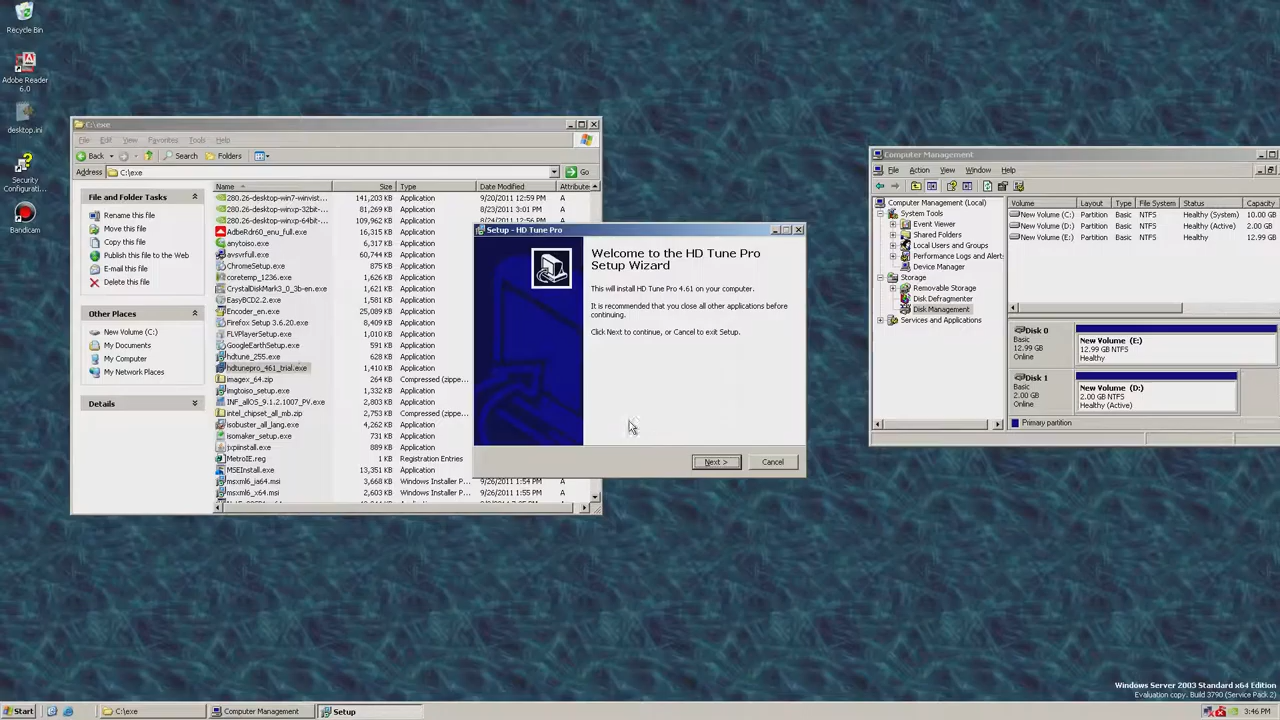 Recycle Bin
Adobe Reader
6.0
desktop.ini
Security
Configurati...
Bandicam
C:\exe
File Edit View Favorites Tools Help
Back Search Folders
Address C:\exe Go
File and Folder Tasks
Rename this file
Move this file
Copy this file
Publish this file to the Web
E-mail this file
Delete this file
Other Places
New Volume (C:)
My Documents
My Computer
My Network Places
Details
Name Size Type Date Modified Attributes
280.26-desktop-win7-winvist... 141,203 KB Application 9/20/2011 12:59 PM A
280.26-desktop-winxp-32bit-... 81,269 KB Application 8/23/2011 3:01 PM A
280.26-desktop-winxp-64bit-... 109,962 KB Application A
AdbeRdr60_enu_full.exe Application
anytoiso.exe 6,317 KB Application
avsvrfull.exe 60,744 KB Application
ChromeSetup.exe 875 KB Application
coretemp_1236.exe Application
CrystalDiskMark3_0_3b-en.exe Application
EasyBCD2.2.exe 1,581 KB Application
Encoder_en.exe 25,089 KB Application
Firefox Setup 3.6.20.exe 8,409 KB Application
FLVPlayerSetup.exe 1,010 KB Application
GoogleEarthSetup.exe 591 KB Application
hdtune_255.exe 628 KB Application
hdtunepro_461_trial.exe 1,410 KB Application
imagex_64.zip 264 KB Compressed (zippe...
imgtoiso_setup.exe 1,332 KB Application
INF_allOS_9.1.2.1007_PV.exe 2,803 KB Application
intel_chipset_all_mb.zip 2,753 KB Compressed (zippe...
isobuster_all_lang.exe 4,262 KB Application
isomaker_setup.exe 731 KB Application
jxpiinstall.exe 889 KB Application
MetroIE.reg 1 KB Registration Entries
MSEInstall.exe 13,351 KB Application
msxml6_ia64.msi 3,668 KB Windows Installer P... 9/26/2011 1:54 PM A
msxml6_x64.msi 2,603 KB Windows Installer P... 9/26/2011 1:55 PM A
Setup - HD Tune Pro
Welcome to the HD Tune Pro
Setup Wizard
This will install HD Tune Pro 4.61 on your computer.
It is recommended that you close all other applications before
continuing.
Click Next to continue, or Cancel to exit Setup.
Next > Cancel
Computer Management
File Action View Window Help
Computer Management (Local)
System Tools
Event Viewer
Shared Folders
Local Users and Groups
Performance Logs and Alert:
Device Manager
Storage
Removable Storage
Disk Defragmenter
Disk Management
Services and Applications
Volume Layout Type File System Status Capacity
New Volume (C:) Partition Basic NTFS Healthy (System) 10.00 GB
New Volume (D:) Partition Basic NTFS Healthy (Active) 2.00 GB
New Volume (E:) Partition Basic NTFS Healthy 12.99 GB
Disk 0
Basic
12.99 GB
Online
New Volume (E:)
12.99 GB NTFS
Healthy
Disk 1
Basic
2.00 GB
Online
New Volume (D:)
2.00 GB NTFS
Healthy (Active)
Primary partition
Windows Server 2003 Standard x64 Edition
Evaluation copy. Build 3790 (Service Pack 2)
Start C:\exe Computer Management Setup 3:46 PM